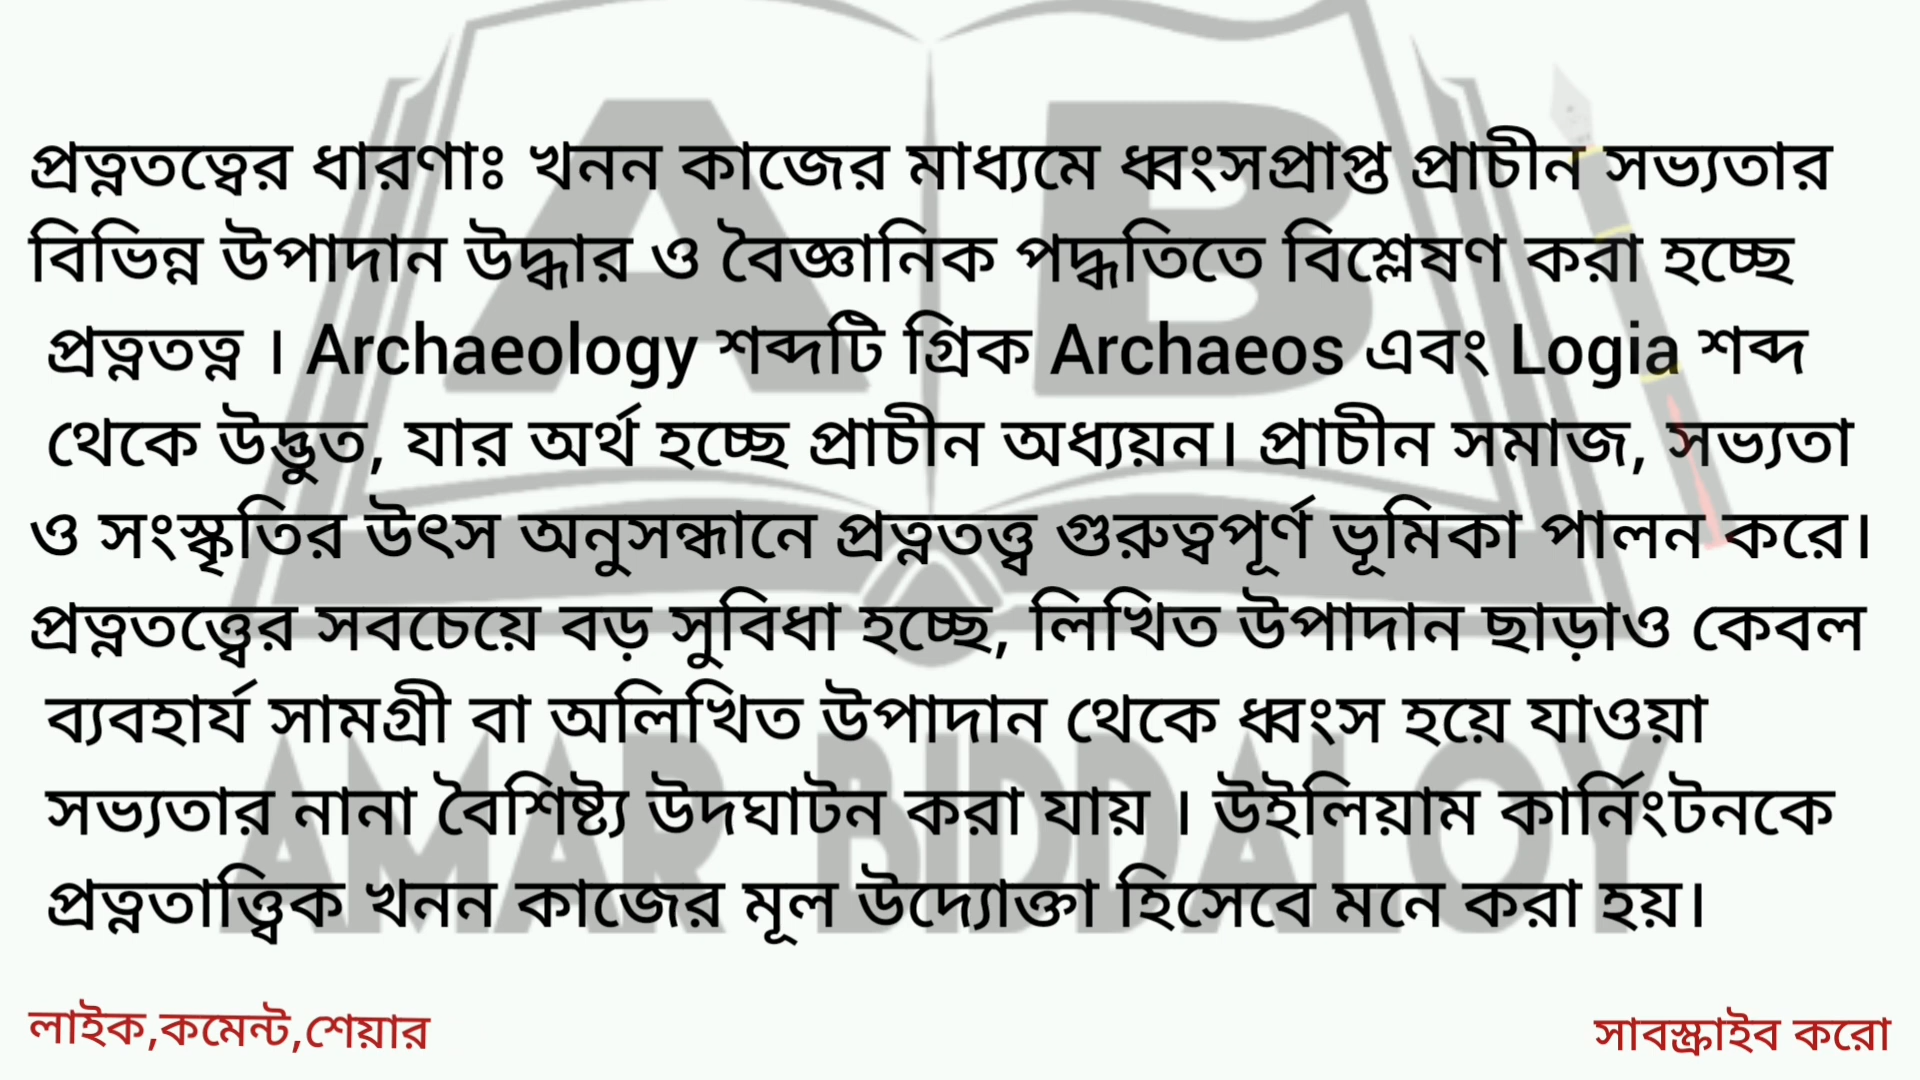 প্রত্নতত্বের ধারণাঃ খনন কাজের মাধ্যমে ধ্বংসপ্রাপ্ত প্রাচীন সভ্যতার
বিভিন্ন উপাদান উদ্ধার ও বৈজ্ঞানিক পদ্ধতিতে বিশ্লেষণ করা হচ্ছে
প্রত্নতত্ন । Archaeology শব্দটি গ্রিক Archaeos এবং Logia শব্দ
থেকে উদ্ভুত, যার অর্থ হচ্ছে প্রাচীন অধ্যয়ন। প্রাচীন সমাজ, সভ্যতা
ও সংস্কৃতির উৎস অনুসন্ধানে প্রত্নতত্ত্ব গুরুত্বপূর্ণ ভূমিকা পালন করে।
প্রত্নতত্ত্বের সবচেয়ে বড় সুবিধা হচ্ছে, লিখিত উপাদান ছাড়াও কেবল
ব্যবহার্য সামগ্রী বা অলিখিত উপাদান থেকে ধ্বংস হয়ে যাওয়া
সভ্যতার নানা বৈশিষ্ট্য উদঘাটন করা যায় । উইলিয়াম কার্নিংটনকে
প্রত্নতাত্ত্বিক খনন কাজের মূল উদ্যোক্তা হিসেবে মনে করা হয়।
A B
AMAR BIDDALOY
লাইক,কমেন্ট,শেয়ার
সাবস্ক্রাইব করো